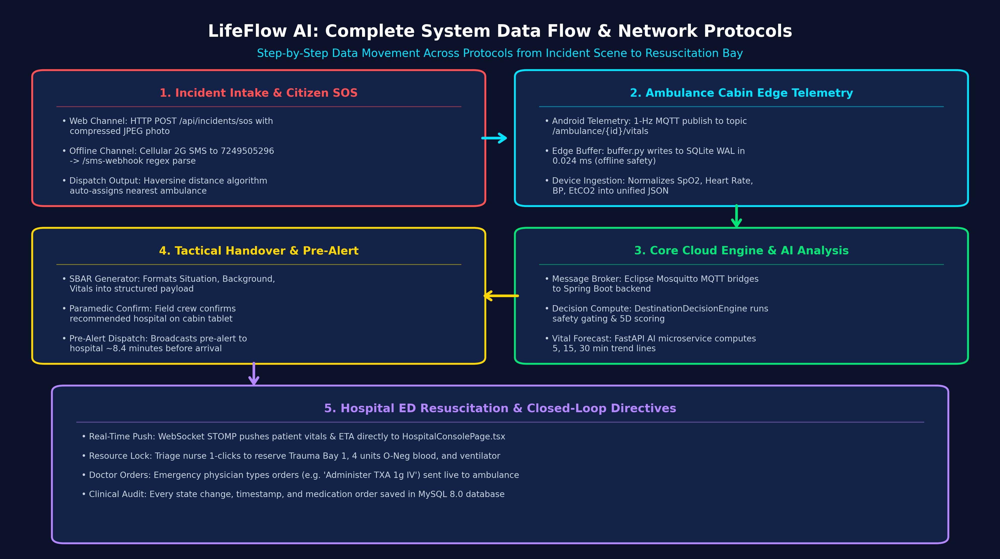 LifeFlow AI: Complete System Data Flow & Network Protocols
Step-by-Step Data Movement Across Protocols from Incident Scene to Resuscitation Bay
1. Incident Intake & Citizen SOS
• Web Channel: HTTP POST /api/incidents/sos with
compressed JPEG photo
• Offline Channel: Cellular 2G SMS to 7249505296
-> /sms-webhook regex parse
• Dispatch Output: Haversine distance algorithm
auto-assigns nearest ambulance
2. Ambulance Cabin Edge Telemetry
• Android Telemetry: 1-Hz MQTT publish to topic
/ambulance/{id}/vitals
• Edge Buffer: buffer.py writes to SQLite WAL in
0.024 ms (offline safety)
• Device Ingestion: Normalizes SpO2, Heart Rate,
BP, EtCO2 into unified JSON
3. Core Cloud Engine & AI Analysis
• Message Broker: Eclipse Mosquitto MQTT bridges
to Spring Boot backend
• Decision Compute: DestinationDecisionEngine runs
safety gating & 5D scoring
• Vital Forecast: FastAPI AI microservice computes
5, 15, 30 min trend lines
4. Tactical Handover & Pre-Alert
• SBAR Generator: Formats Situation, Background,
Vitals into structured payload
• Paramedic Confirm: Field crew confirms
recommended hospital on cabin tablet
• Pre-Alert Dispatch: Broadcasts pre-alert to
hospital ~8.4 minutes before arrival
5. Hospital ED Resuscitation & Closed-Loop Directives
• Real-Time Push: WebSocket STOMP pushes patient vitals & ETA directly to HospitalConsolePage.tsx
• Resource Lock: Triage nurse 1-clicks to reserve Trauma Bay 1, 4 units O-Neg blood, and ventilator
• Doctor Orders: Emergency physician types orders (e.g. 'Administer TXA 1g IV') sent live to ambulance
• Clinical Audit: Every state change, timestamp, and medication order saved in MySQL 8.0 database